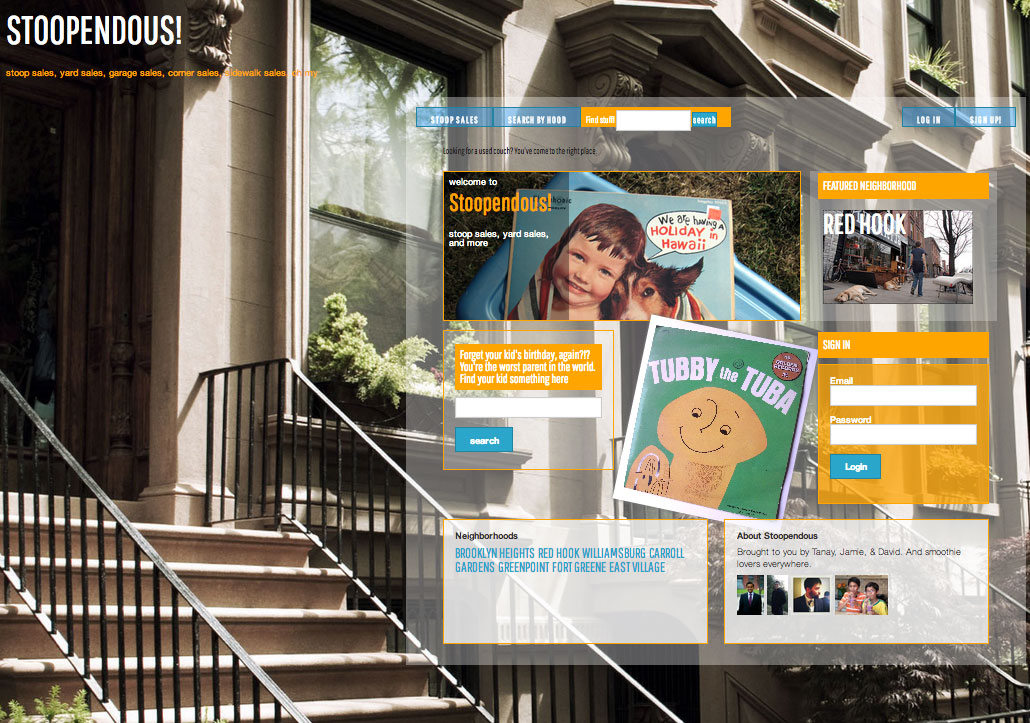 STOOPENDOUS!
stoop sales, yard sales, garage sales, corner sales, sidewalk sales, oh my
STOOP SALES SEARCH BY HOOD Find stuff! search LOG IN SIGN UP!
Looking for a used couch? You've come to the right place.
welcome to
Stoopendous!
stoop sales, yard sales,
and more
We are having a
HOLIDAY in
Hawaii
FEATURED NEIGHBORHOOD
RED HOOK
Forget your kid's birthday, again?!?
You're the worst parent in the world.
Find your kid something here
search
TUBBY the TUBA
GOLDEN
RECORD
SIGN IN
Email
Password
Login
Neighborhoods
BROOKLYN HEIGHTS RED HOOK WILLIAMSBURG CARROLL
GARDENS GREENPOINT FORT GREENE EAST VILLAGE
About Stoopendous
Brought to you by Tanay, Jamie, & David. And smoothie
lovers everywhere.